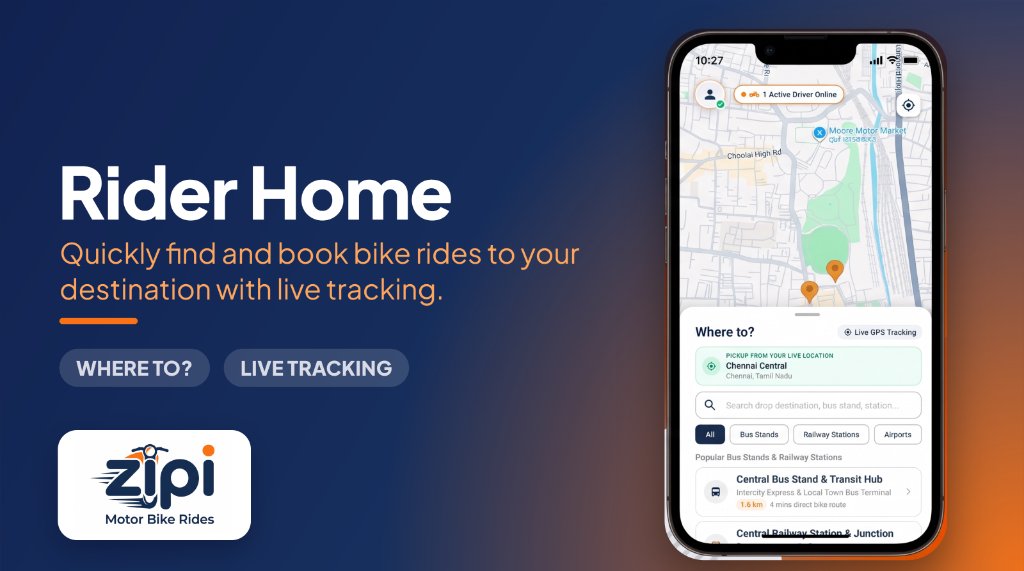 Rider Home
Quickly find and book bike rides to your
destination with live tracking.
WHERE TO?
LIVE TRACKING
zipi
Motor Bike Rides
10:27
1 Active Driver Online
Moore Motor Market
Choolai High Rd
Where to?
Live GPS Tracking
PICKUP FROM YOUR LIVE LOCATION
Chennai Central
Chennai, Tamil Nadu
Search drop destination, bus stand, station...
All
Bus Stands
Railway Stations
Airports
Popular Bus Stands & Railway Stations
Central Bus Stand & Transit Hub
Intercity Express & Local Town Bus Terminal
1.6 km
4 mins direct bike route
Central Railway Station & Junction